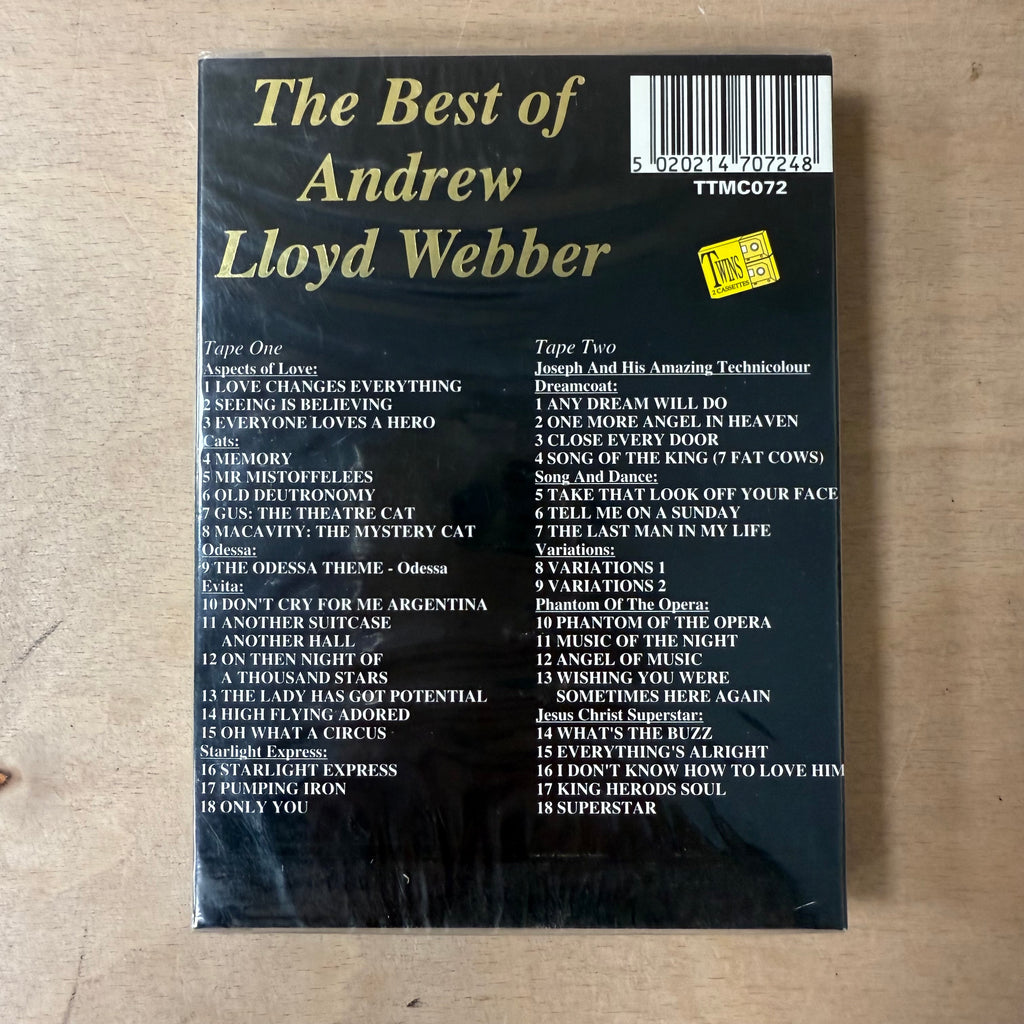 The Best of
Andrew
Lloyd Webber
5 020214 707248
TTMC072
TWINS
2 CASSETTES
Tape One
Aspects of Love:
1 LOVE CHANGES EVERYTHING
2 SEEING IS BELIEVING
3 EVERYONE LOVES A HERO
Cats:
4 MEMORY
5 MR MISTOFFELEES
6 OLD DEUTRONOMY
7 GUS: THE THEATRE CAT
8 MACAVITY: THE MYSTERY CAT
Odessa:
9 THE ODESSA THEME - Odessa
Evita:
10 DON'T CRY FOR ME ARGENTINA
11 ANOTHER SUITCASE
ANOTHER HALL
12 ON THEN NIGHT OF
A THOUSAND STARS
13 THE LADY HAS GOT POTENTIAL
14 HIGH FLYING ADORED
15 OH WHAT A CIRCUS
Starlight Express:
16 STARLIGHT EXPRESS
17 PUMPING IRON
18 ONLY YOU
Tape Two
Joseph And His Amazing Technicolour
Dreamcoat:
1 ANY DREAM WILL DO
2 ONE MORE ANGEL IN HEAVEN
3 CLOSE EVERY DOOR
4 SONG OF THE KING (7 FAT COWS)
Song And Dance:
5 TAKE THAT LOOK OFF YOUR FACE
6 TELL ME ON A SUNDAY
7 THE LAST MAN IN MY LIFE
Variations:
8 VARIATIONS 1
9 VARIATIONS 2
Phantom Of The Opera:
10 PHANTOM OF THE OPERA
11 MUSIC OF THE NIGHT
12 ANGEL OF MUSIC
13 WISHING YOU WERE
SOMETIMES HERE AGAIN
Jesus Christ Superstar:
14 WHAT'S THE BUZZ
15 EVERYTHING'S ALRIGHT
16 I DON'T KNOW HOW TO LOVE HIM
17 KING HERODS SOUL
18 SUPERSTAR